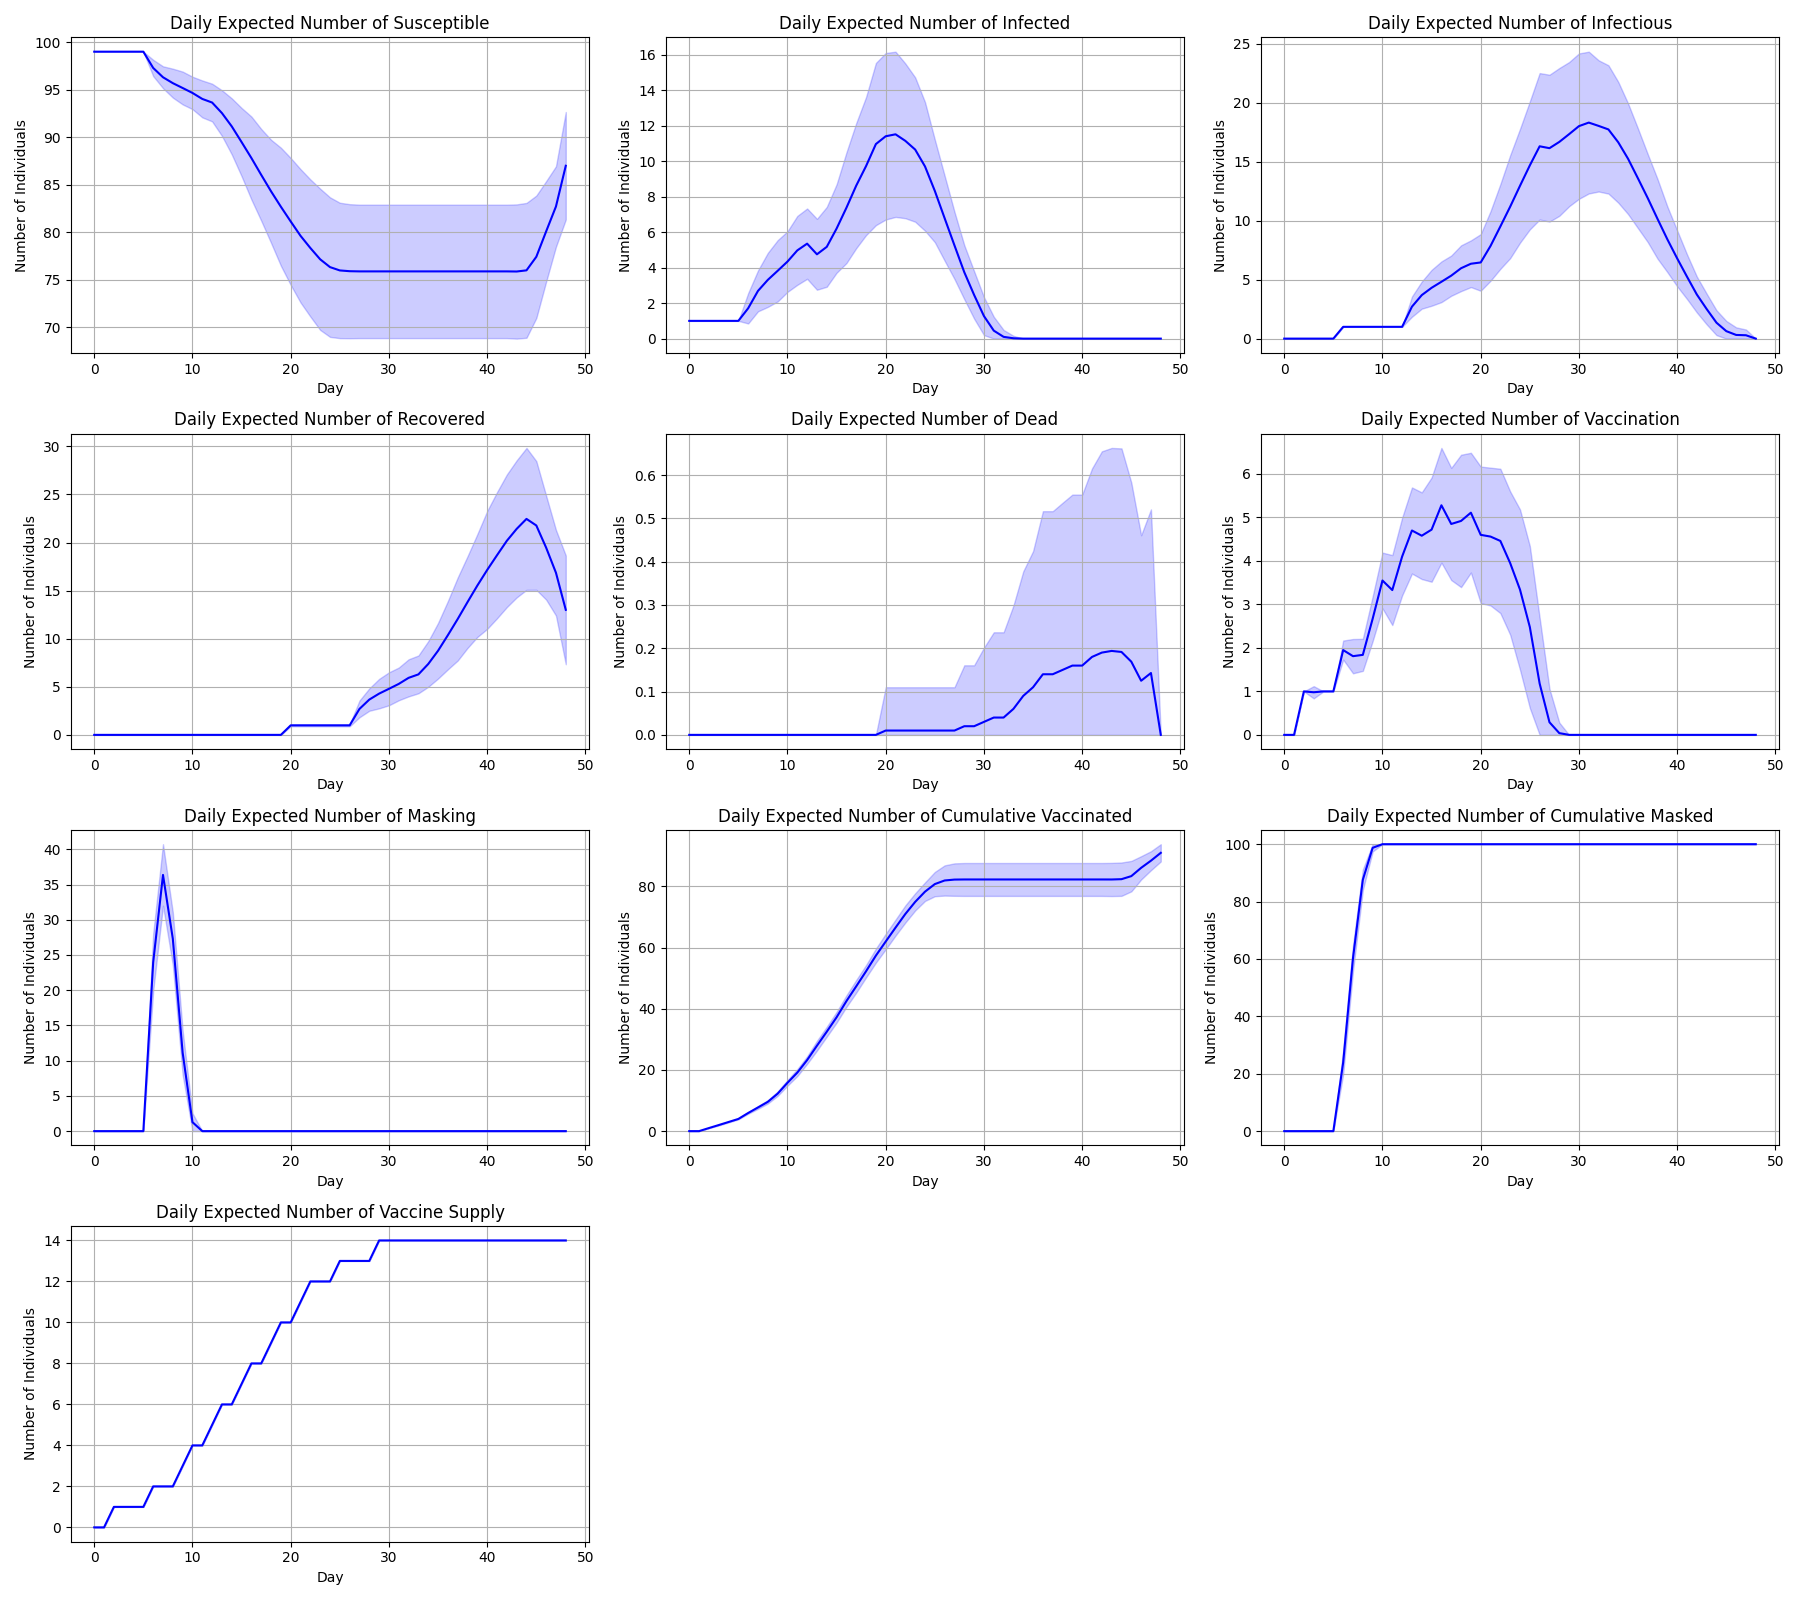 Daily Expected Number of Susceptible
Number of Individuals
100
95
90
85
80
75
70
0 10 20 30 40 50
Day
Daily Expected Number of Infected
Number of Individuals
16
14
12
10
8
6
4
2
0
0 10 20 30 40 50
Day
Daily Expected Number of Infectious
Number of Individuals
25
20
15
10
5
0
0 10 20 30 40 50
Day
Daily Expected Number of Recovered
Number of Individuals
30
25
20
15
10
5
0
0 10 20 30 40 50
Day
Daily Expected Number of Dead
Number of Individuals
0.6
0.5
0.4
0.3
0.2
0.1
0.0
0 10 20 30 40 50
Day
Daily Expected Number of Vaccination
Number of Individuals
6
5
4
3
2
1
0
0 10 20 30 40 50
Day
Daily Expected Number of Masking
Number of Individuals
40
35
30
25
20
15
10
5
0
0 10 20 30 40 50
Day
Daily Expected Number of Cumulative Vaccinated
Number of Individuals
80
60
40
20
0
0 10 20 30 40 50
Day
Daily Expected Number of Cumulative Masked
Number of Individuals
100
80
60
40
20
0
0 10 20 30 40 50
Day
Daily Expected Number of Vaccine Supply
Number of Individuals
14
12
10
8
6
4
2
0
0 10 20 30 40 50
Day